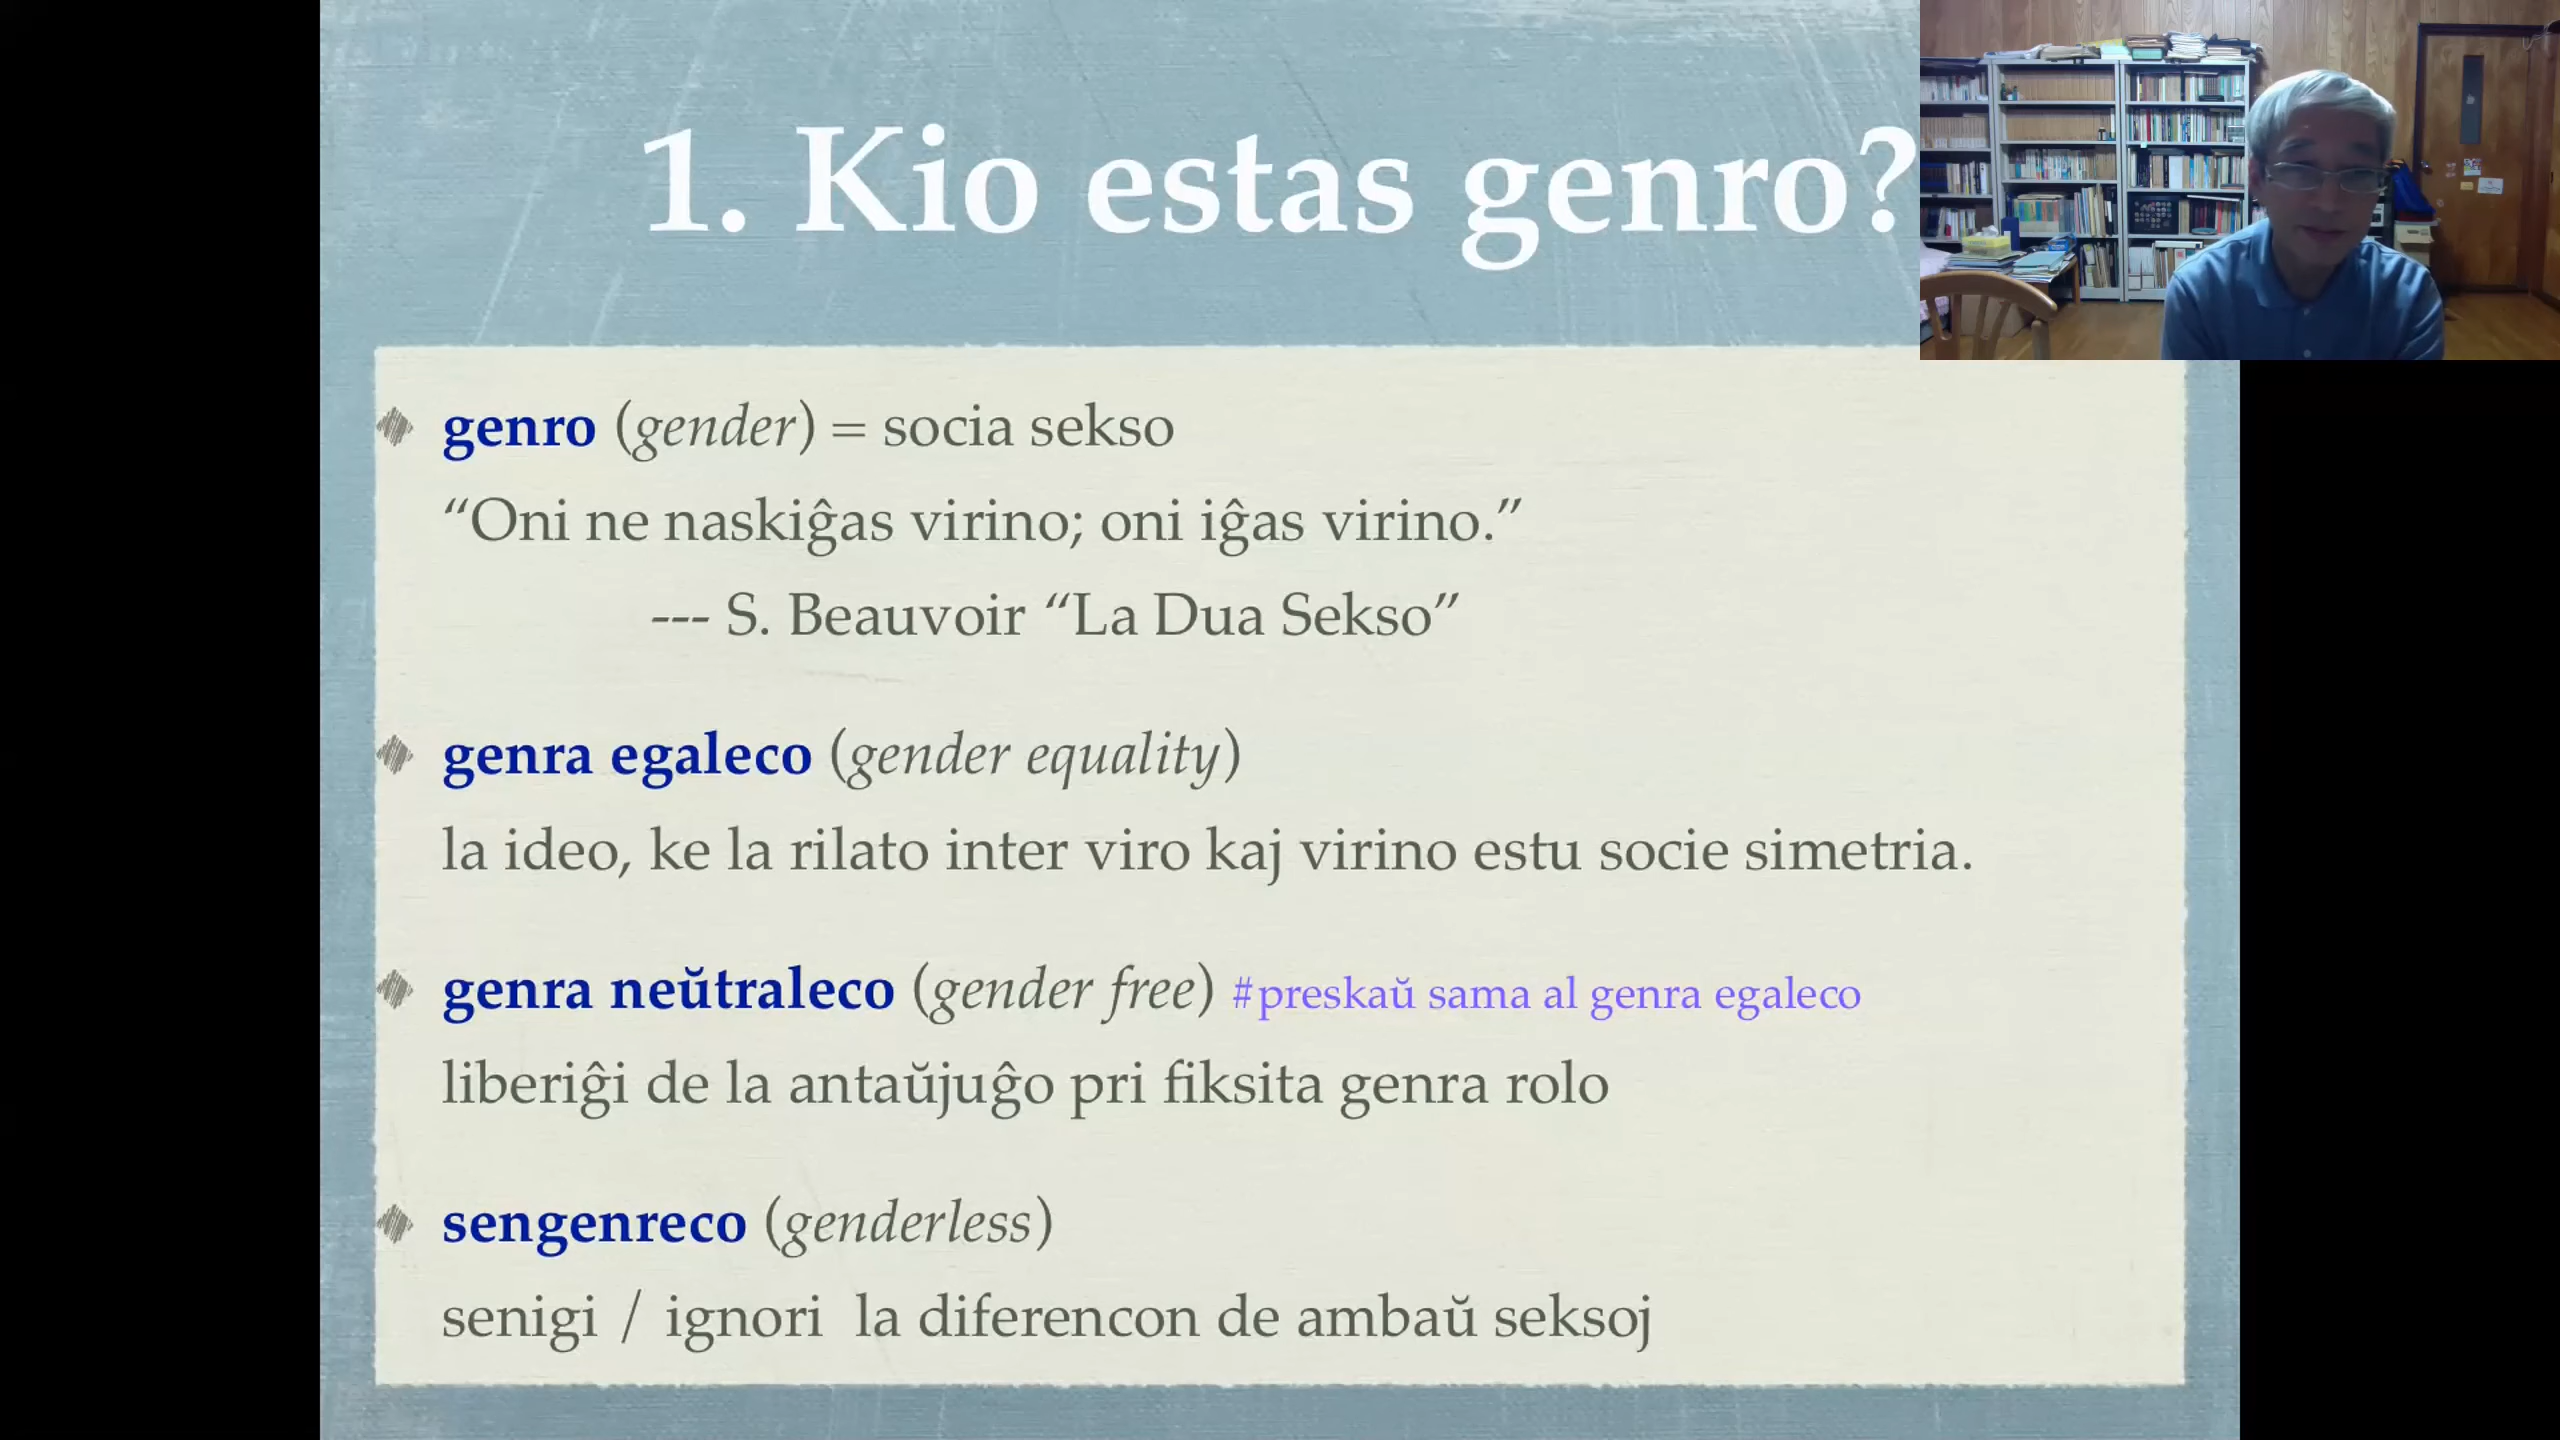 1. Kio estas genro?
genro (gender) = socia sekso
“Oni ne naskiĝas virino; oni iĝas virino.”
--- S. Beauvoir “La Dua Sekso”
genra egaleco (gender equality)
la ideo, ke la rilato inter viro kaj virino estu socie simetria.
genra neŭtraleco (gender free) #preskaŭ sama al genra egaleco
liberiĝi de la antaŭjuĝo pri fiksita genra rolo
sengenreco (genderless)
senigi / ignori la diferencon de ambaŭ seksoj